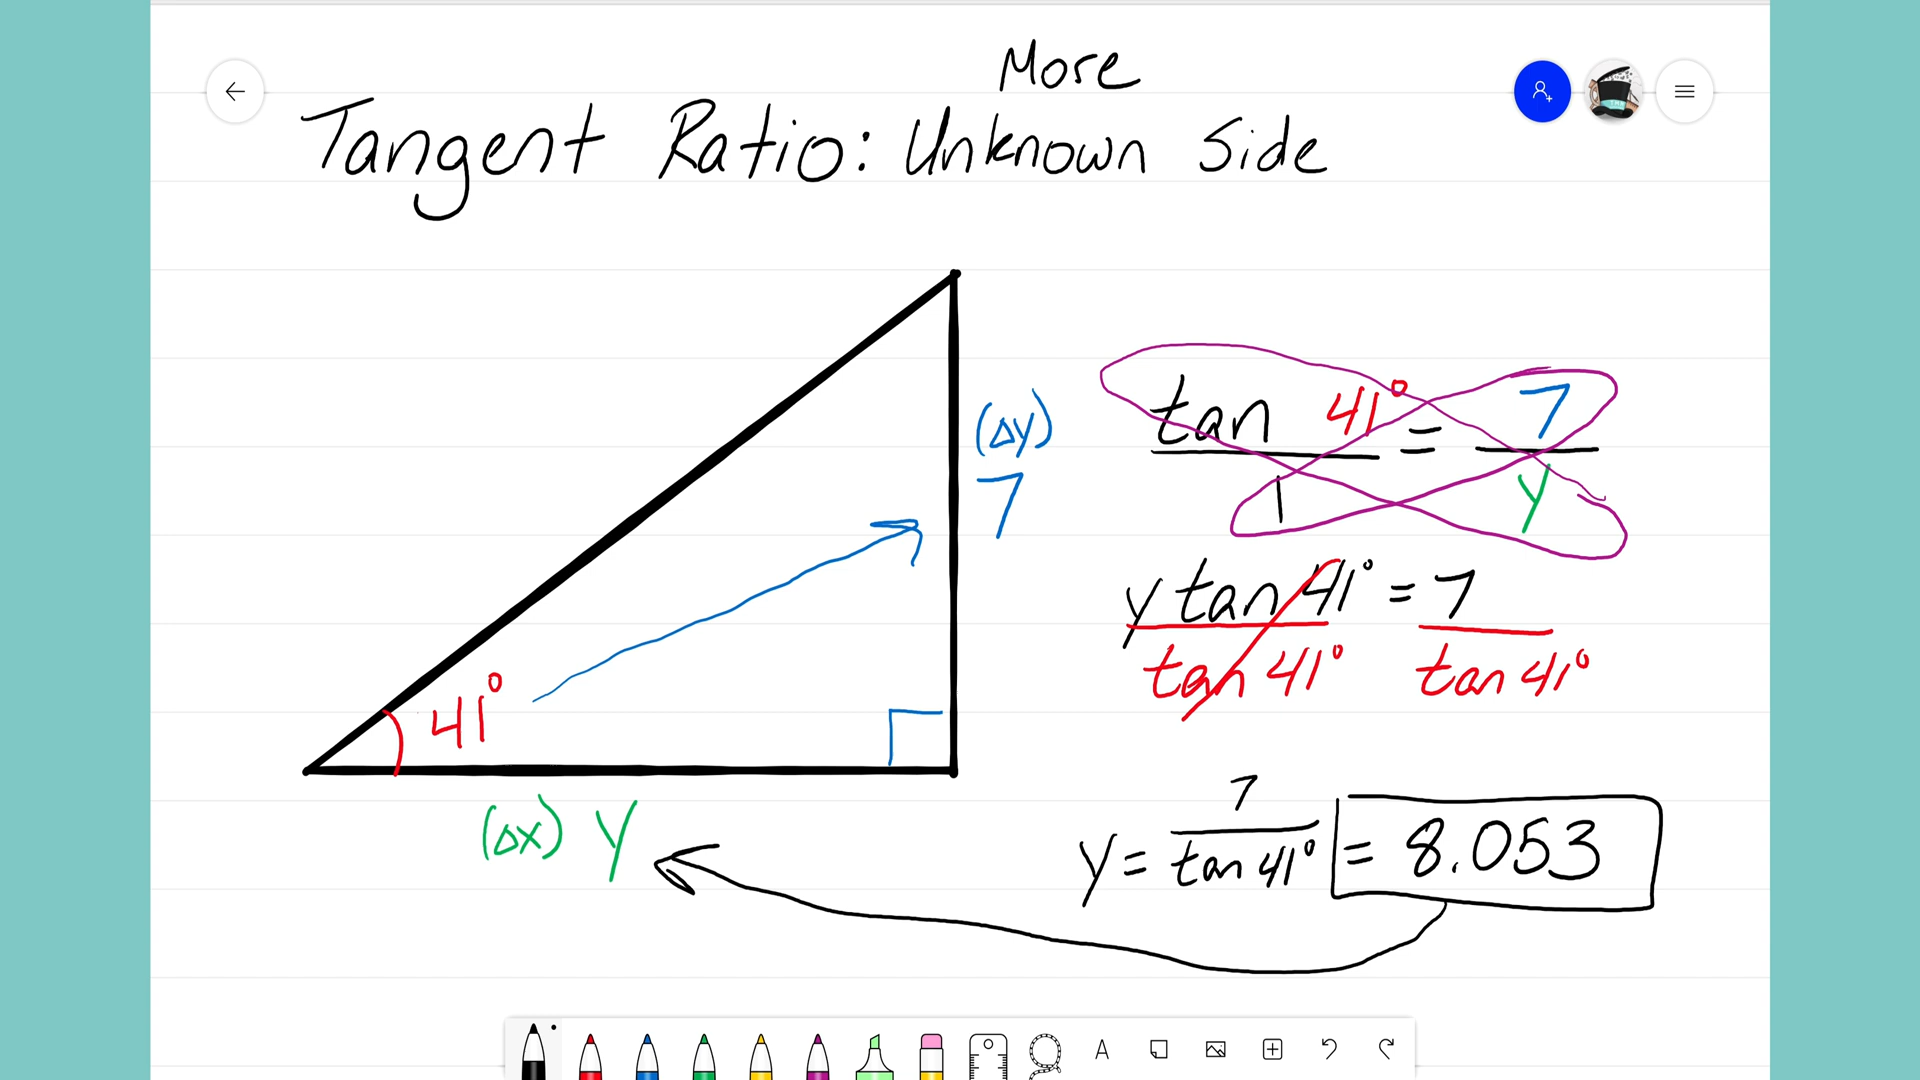 More
Tangent Ratio: Unknown Side
(Δy)
7
41°
(Δx) y
tan 41° = 7
1 y
y tan 41° = 7
tan 41° tan 41°
7
y = tan 41° = 8.053
A